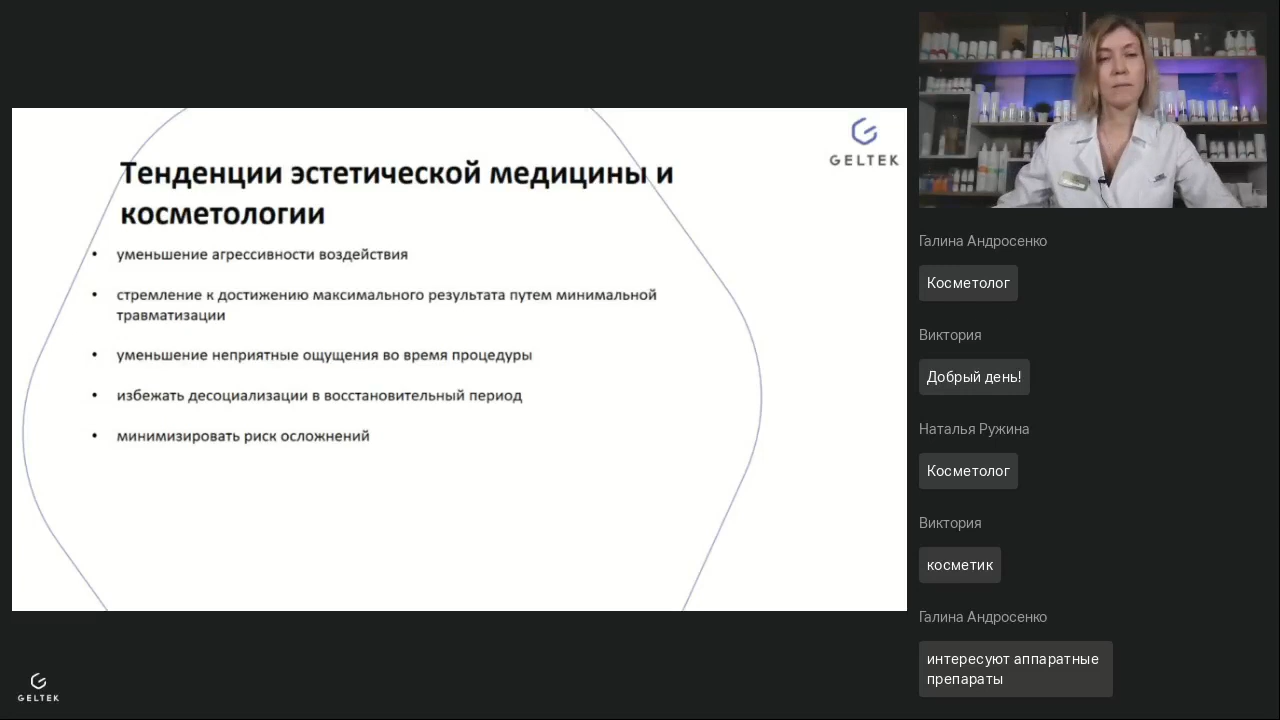 GELTEK
Тенденции эстетической медицины и
косметологии
• уменьшение агрессивности воздействия
• стремление к достижению максимального результата путем минимальной
травматизации
• уменьшение неприятные ощущения во время процедуры
• избежать десоциализации в восстановительный период
• минимизировать риск осложнений
GELTEK
Галина Андросенко
Косметолог
Виктория
Добрый день!
Наталья Ружина
Косметолог
Виктория
косметик
Галина Андросенко
интересуют аппаратные
препараты